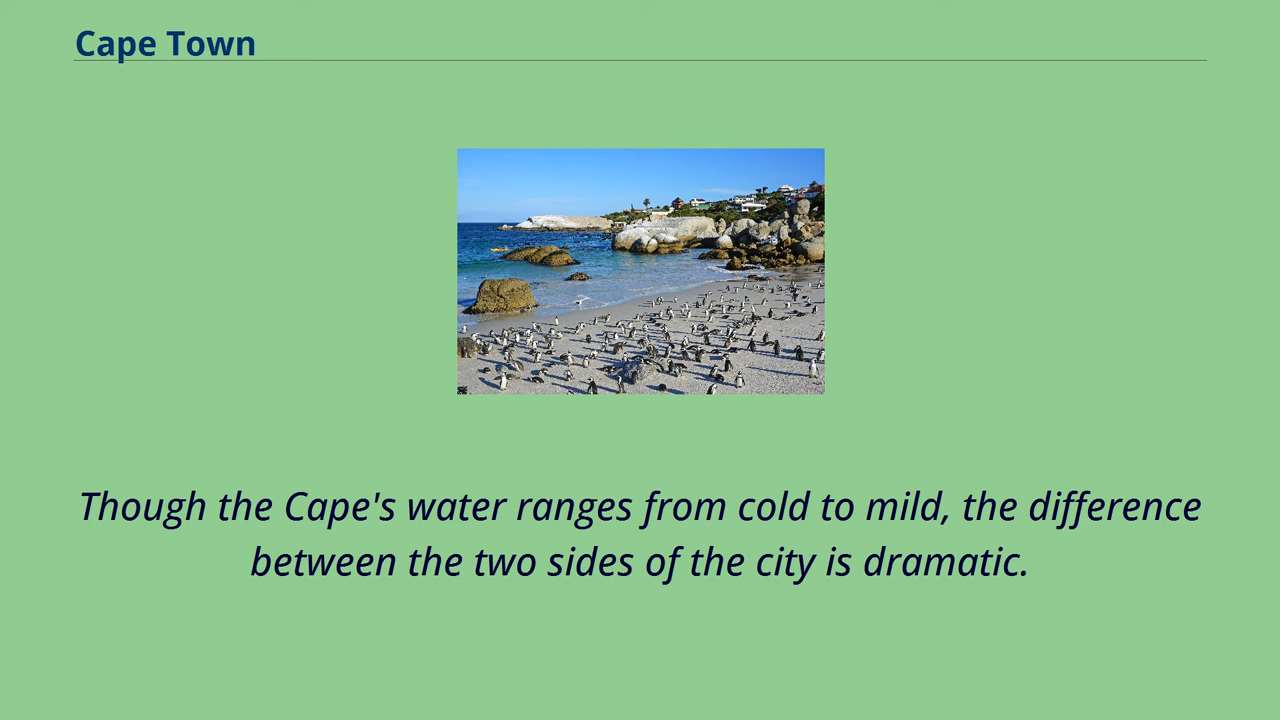 Cape Town
Though the Cape's water ranges from cold to mild, the difference
between the two sides of the city is dramatic.